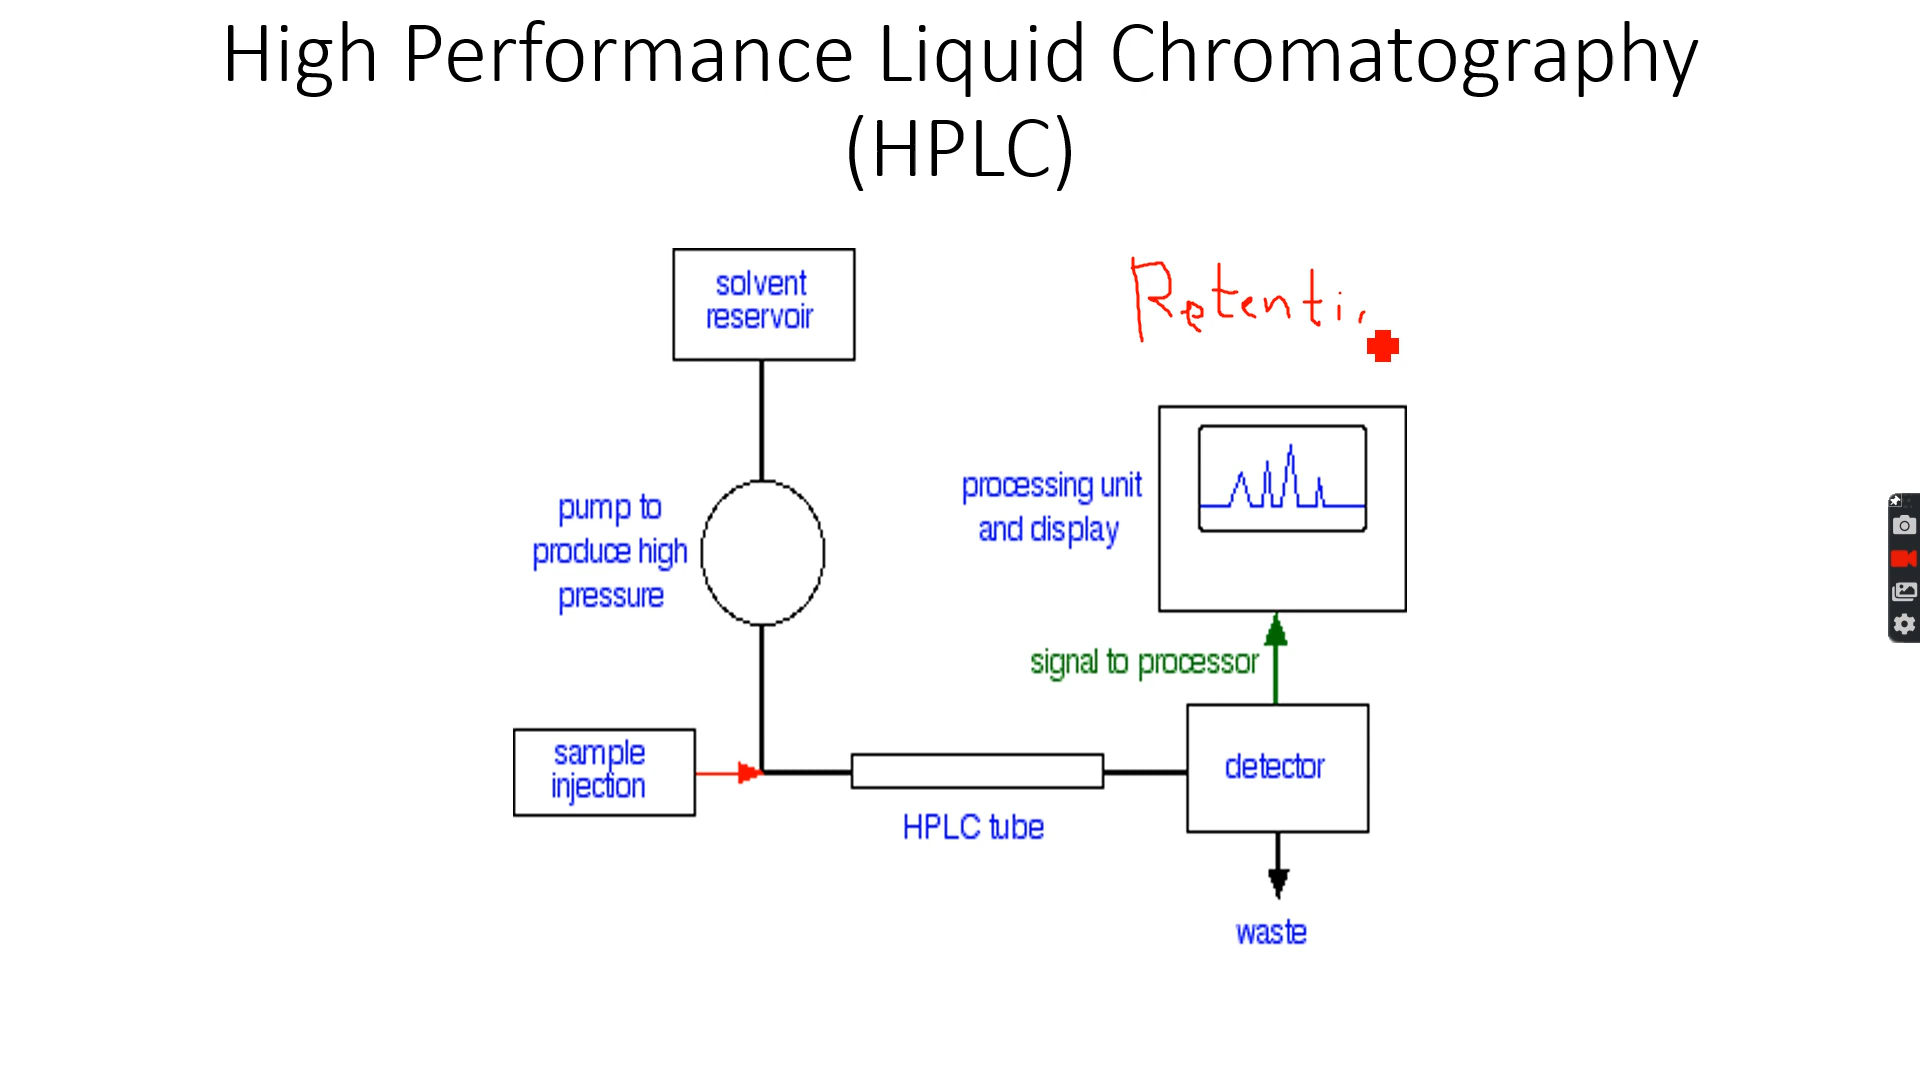 High Performance Liquid Chromatography
(HPLC)
solvent
reservoir
Retenti
pump to
produce high
pressure
processing unit
and display
signal to processor
sample
injection
detector
HPLC tube
waste